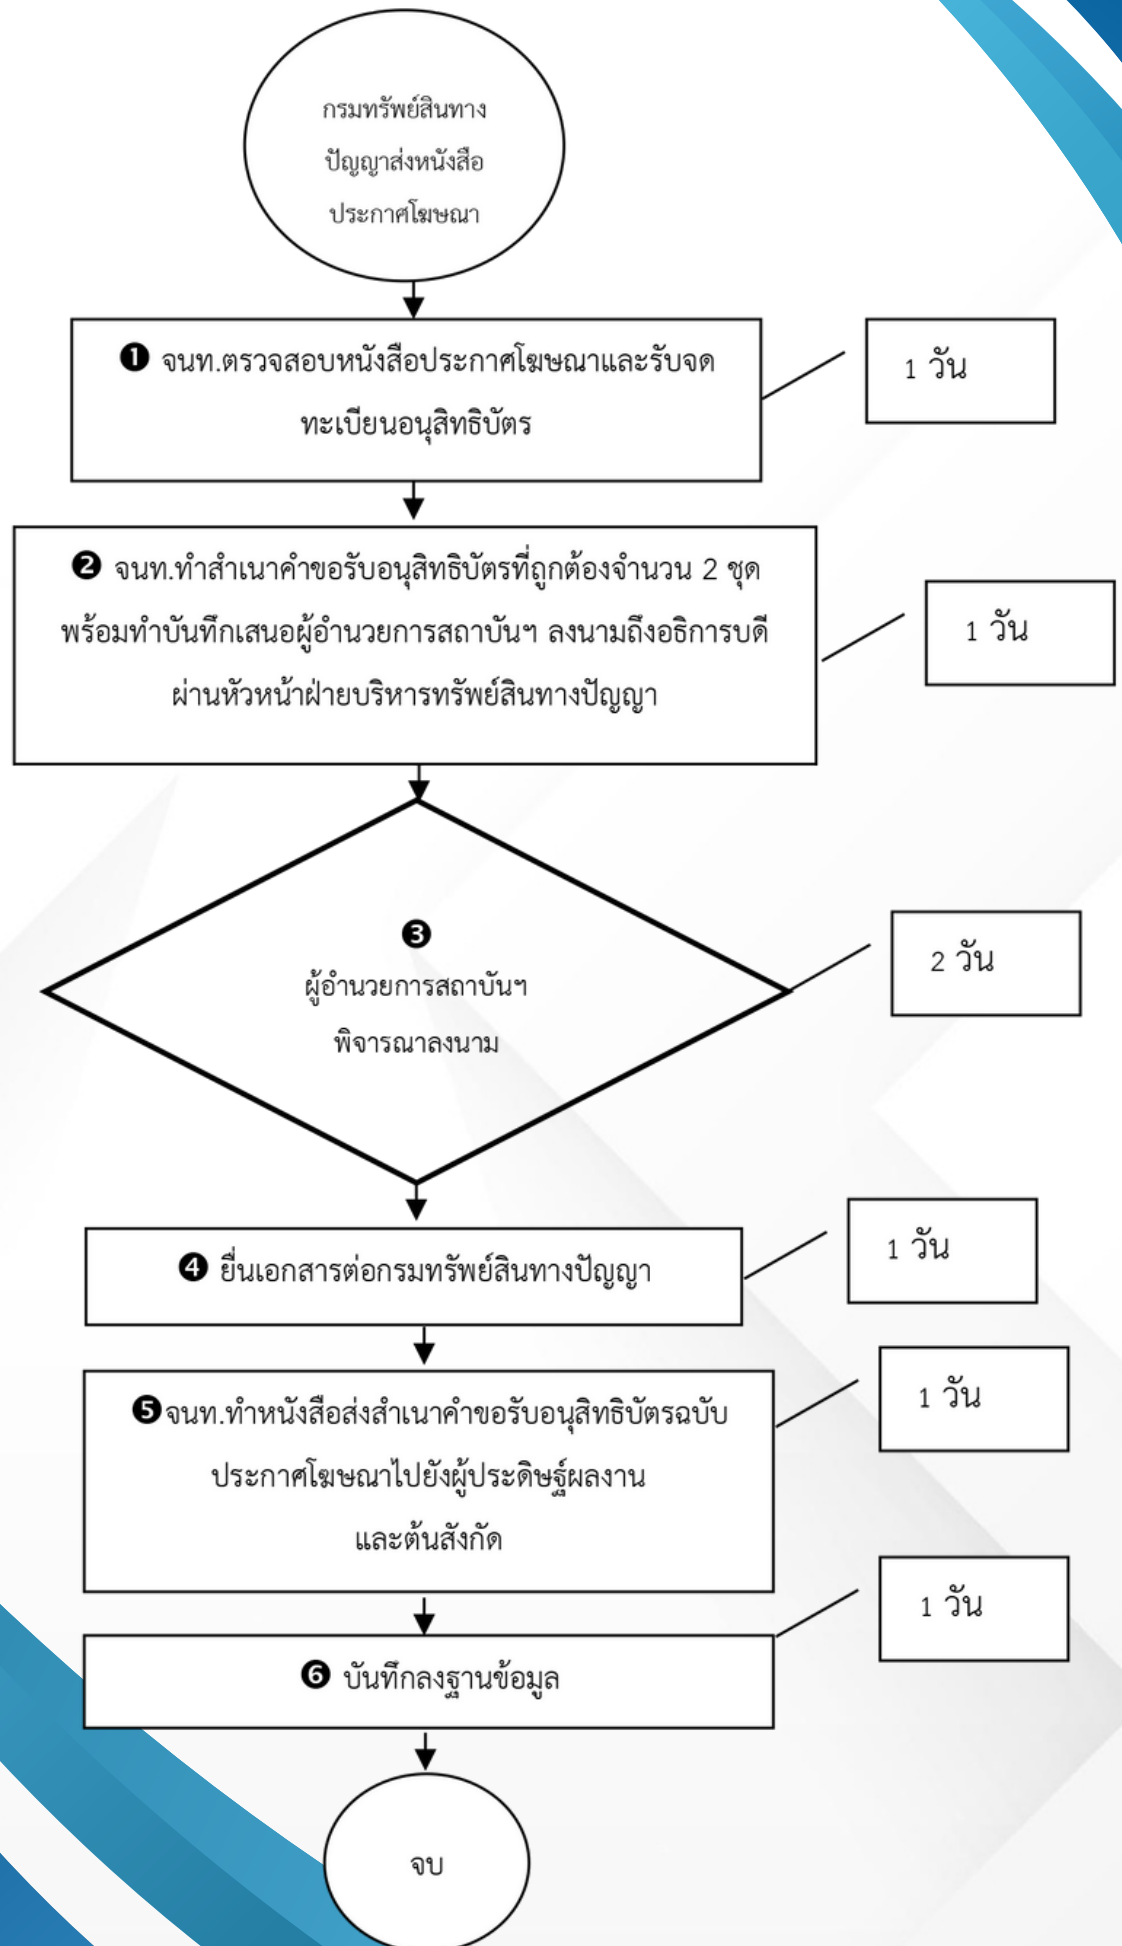 กรมทรัพย์สินทาง
ปัญญาส่งหนังสือ
ประกาศโฆษณา
❶ จนท.ตรวจสอบหนังสือประกาศโฆษณาและรับจด
ทะเบียนอนุสิทธิบัตร
1 วัน
❷ จนท.ทำสำเนาคำขอรับอนุสิทธิบัตรที่ถูกต้องจำนวน 2 ชุด
พร้อมทำบันทึกเสนอผู้อำนวยการสถาบันฯ ลงนามถึงอธิการบดี
ผ่านหัวหน้าฝ่ายบริหารทรัพย์สินทางปัญญา
1 วัน
❸
ผู้อำนวยการสถาบันฯ
พิจารณาลงนาม
2 วัน
❹ ยื่นเอกสารต่อกรมทรัพย์สินทางปัญญา
1 วัน
❺จนท.ทำหนังสือส่งสำเนาคำขอรับอนุสิทธิบัตรฉบับ
ประกาศโฆษณาไปยังผู้ประดิษฐ์ผลงาน
และต้นสังกัด
1 วัน
❻ บันทึกลงฐานข้อมูล
1 วัน
จบ